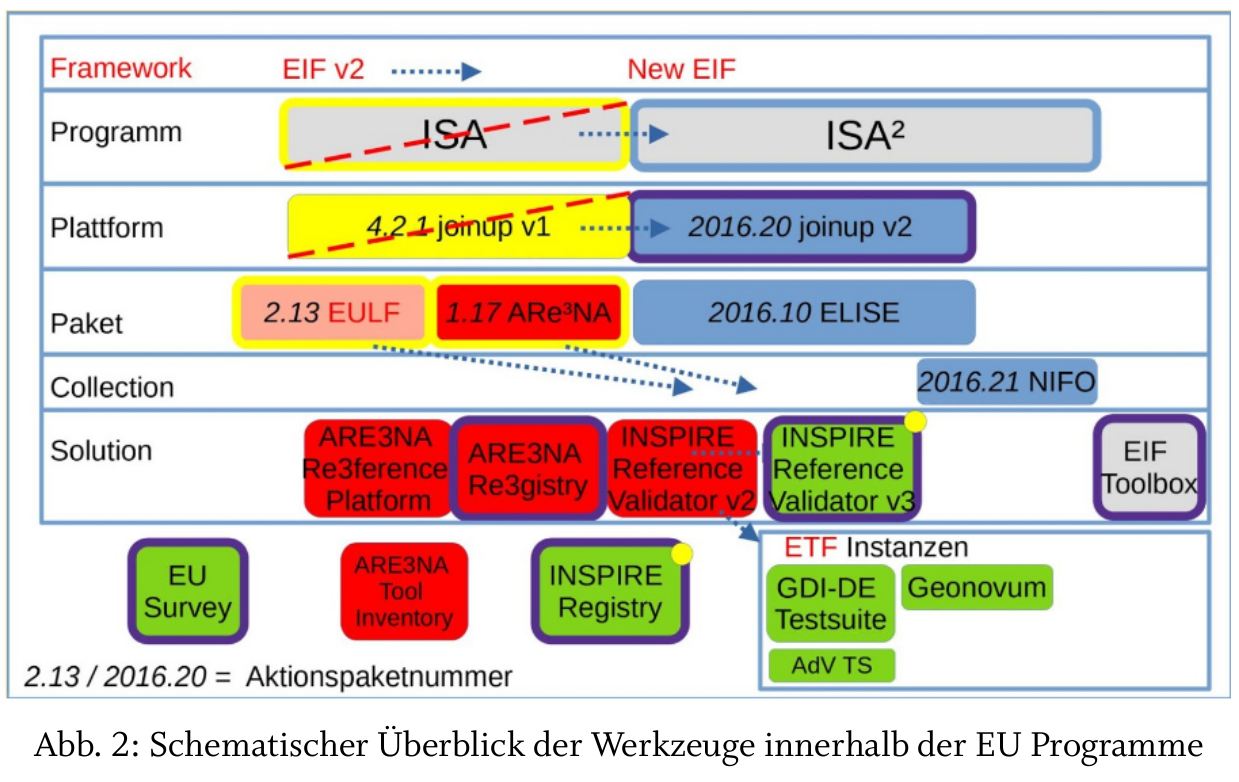 Framework EIF v2 New EIF
Programm ISA ISA²
Plattform 4.2 1 joinup v1 2016.20 joinup v2
Paket 2.13 EULF 1.17 ARe³NA 2016.10 ELISE
Collection 2016.21 NIFO
Solution
ARE3NA
Re3ference
Platform
ARE3NA
Re3gistry
INSPIRE
Reference
Validator v2
INSPIRE
Reference
Validator v3
EIF
Toolbox
EU
Survey
ARE3NA
Tool
Inventory
INSPIRE
Registry
ETF Instanzen
GDI-DE
Testsuite
Geonovum
AdV TS
2.13 / 2016.20 = Aktionspaketnummer
Abb. 2: Schematischer Überblick der Werkzeuge innerhalb der EU Programme